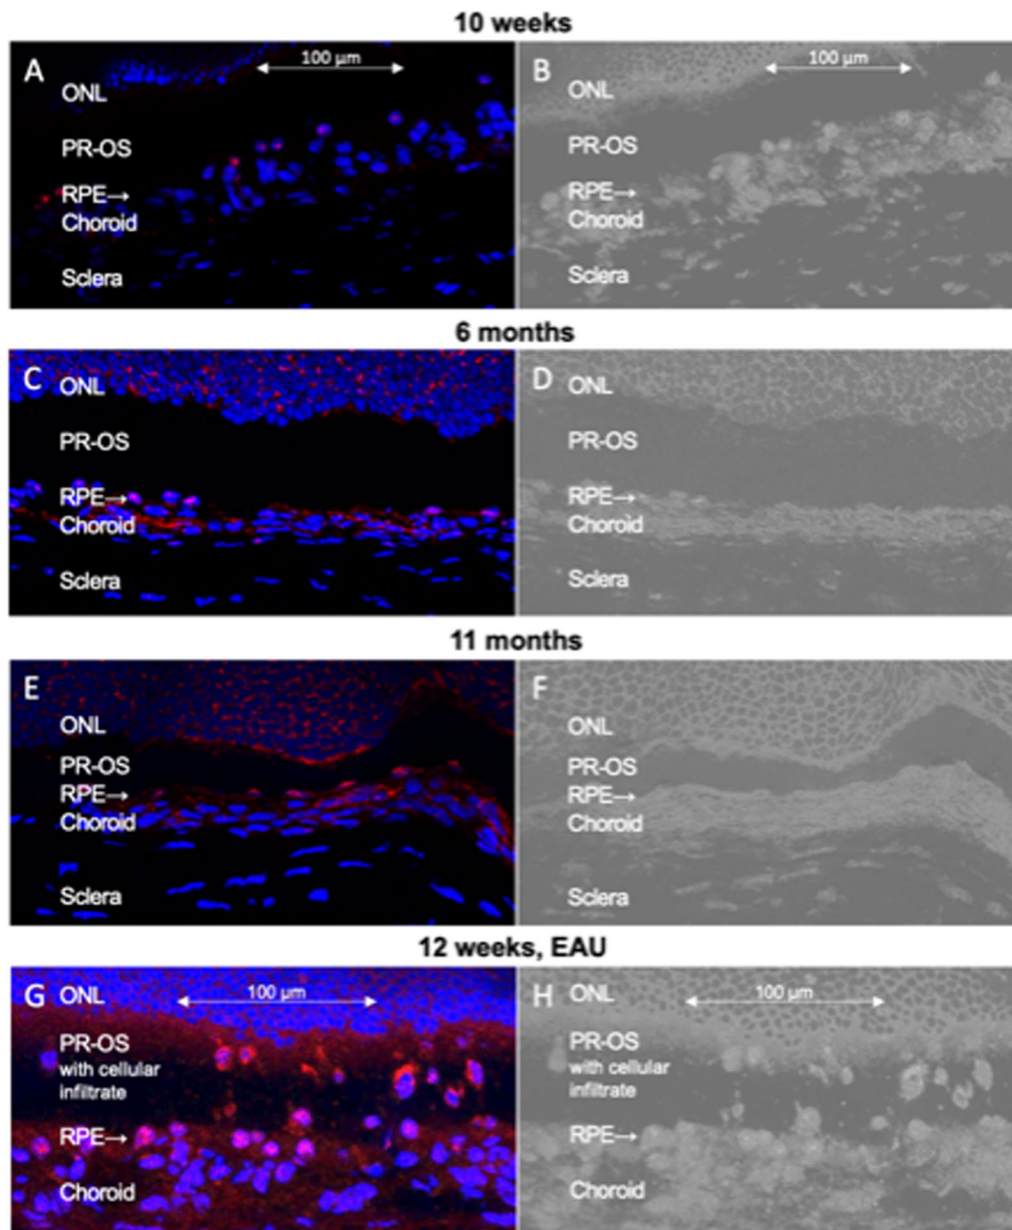 10 weeks
A
100 µm
ONL
PR-OS
RPE→
Choroid
Sclera
B
100 µm
ONL
PR-OS
RPE→
Choroid
Sclera
6 months
C
ONL
PR-OS
RPE→
Choroid
Sclera
D
ONL
PR-OS
RPE→
Choroid
Sclera
11 months
E
ONL
PR-OS
RPE→
Choroid
Sclera
F
ONL
PR-OS
RPE→
Choroid
Sclera
12 weeks, EAU
G
ONL
100 µm
PR-OS
with cellular
infiltrate
RPE→
Choroid
H
ONL
100 µm
PR-OS
with cellular
infiltrate
RPE→
Choroid